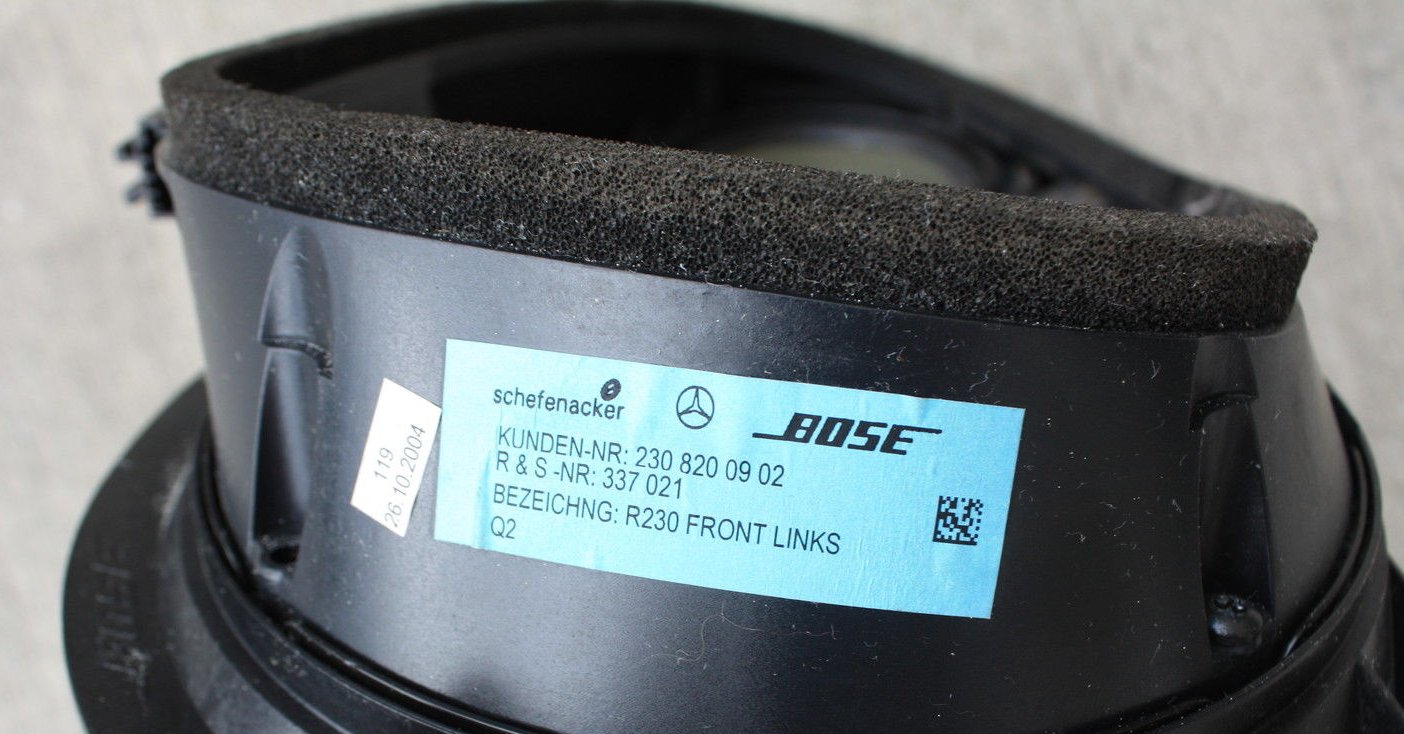 schefenacker
BOSE
KUNDEN-NR: 230 820 09 02
R & S -NR: 337 021
BEZEICHNG: R230 FRONT LINKS
Q2
119
26.10.2004